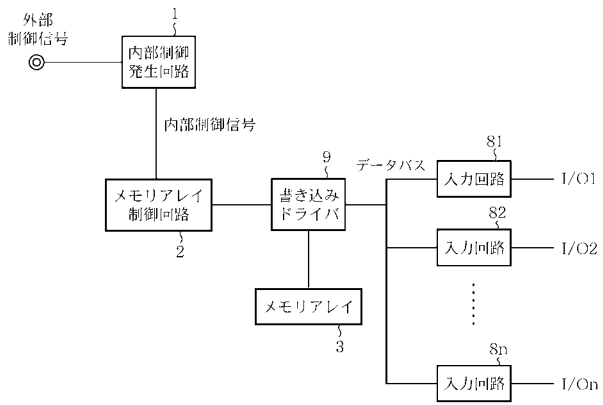 外部
制御信号
1
内部制御
発生回路
内部制御信号
メモリアレイ
制御回路
2
9
書き込み
ドライバ
メモリアレイ
3
データバス
81
入力回路
I/O1
82
入力回路
I/O2
8n
入力回路
I/On